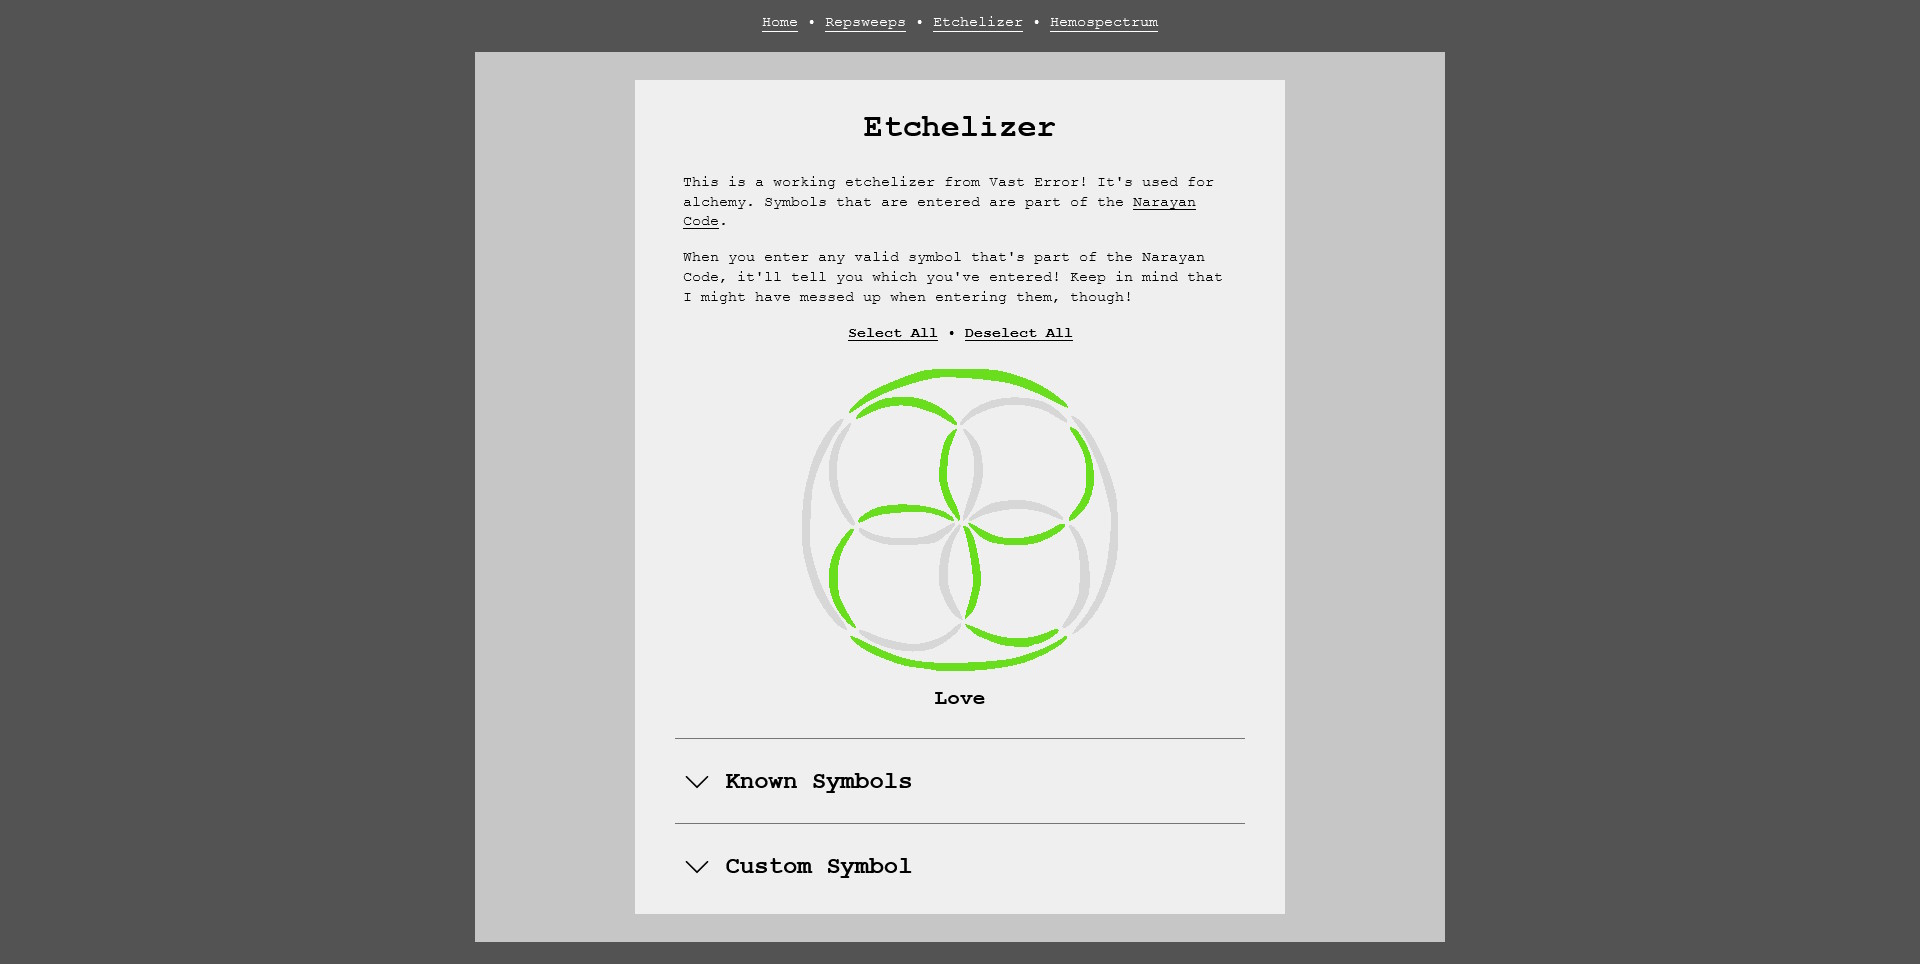 Home • Repsweeps • Etchelizer • Hemospectrum
Etchelizer
This is a working etchelizer from Vast Error! It's used for
alchemy. Symbols that are entered are part of the Narayan
Code.
When you enter any valid symbol that's part of the Narayan
Code, it'll tell you which you've entered! Keep in mind that
I might have messed up when entering them, though!
Select All • Deselect All
Love
Known Symbols
Custom Symbol